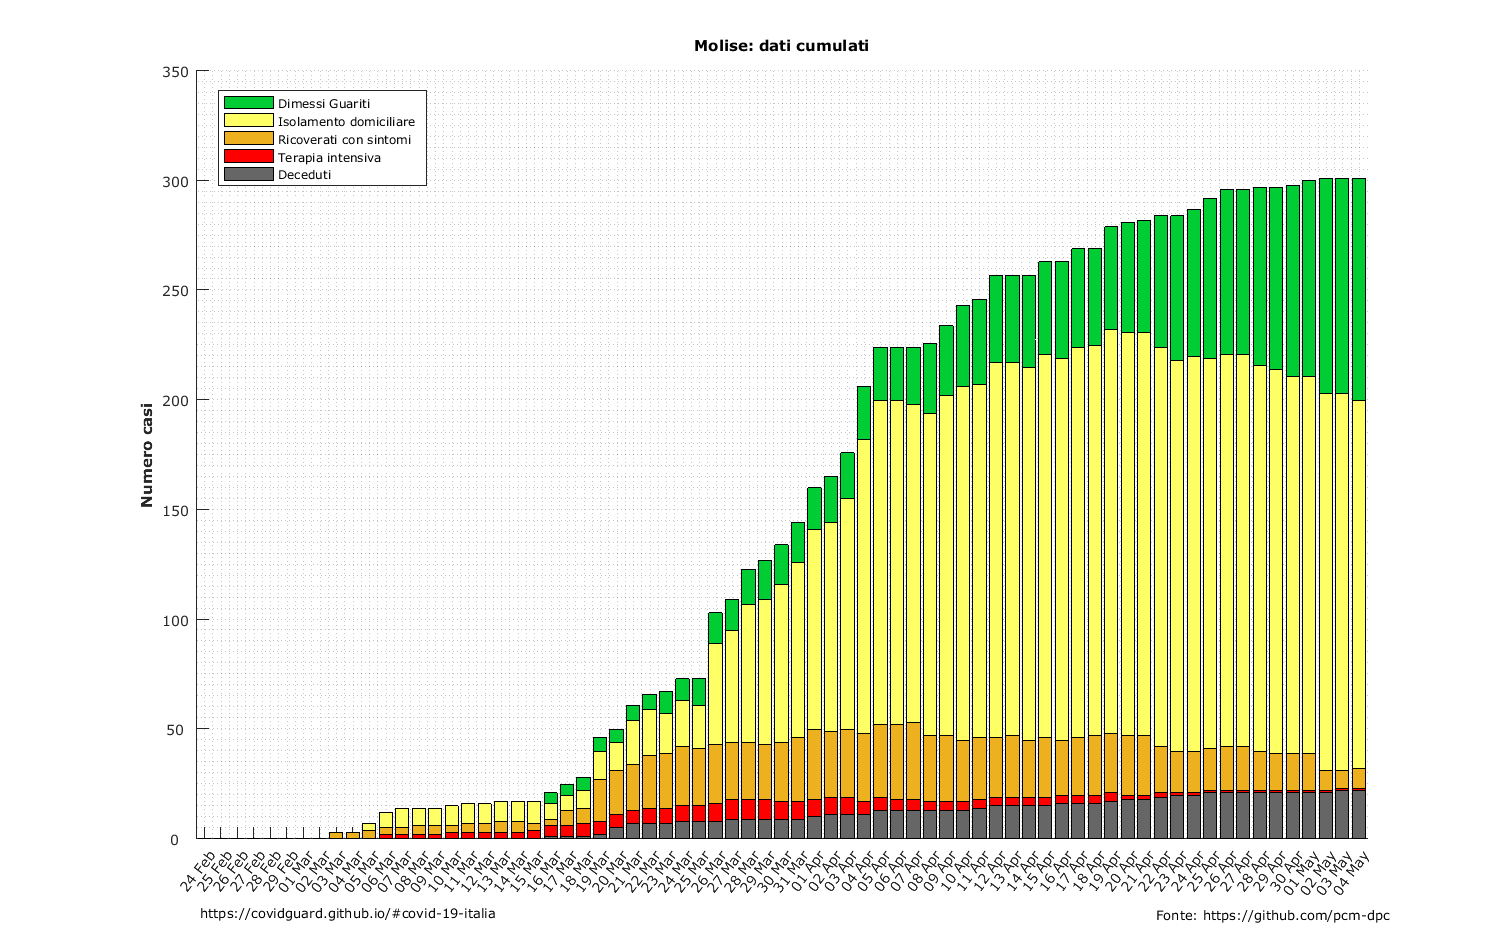 Molise: dati cumulati
350
300
250
200
150
100
50
0
Numero casi
Dimessi Guariti
Isolamento domiciliare
Ricoverati con sintomi
Terapia intensiva
Deceduti
24 Feb
25 Feb
26 Feb
27 Feb
28 Feb
29 Feb
01 Mar
02 Mar
03 Mar
04 Mar
05 Mar
06 Mar
07 Mar
08 Mar
09 Mar
10 Mar
11 Mar
12 Mar
13 Mar
14 Mar
15 Mar
16 Mar
17 Mar
18 Mar
19 Mar
20 Mar
21 Mar
22 Mar
23 Mar
24 Mar
25 Mar
26 Mar
27 Mar
28 Mar
29 Mar
30 Mar
31 Mar
01 Apr
02 Apr
03 Apr
04 Apr
05 Apr
06 Apr
07 Apr
08 Apr
09 Apr
10 Apr
11 Apr
12 Apr
13 Apr
14 Apr
15 Apr
16 Apr
17 Apr
18 Apr
19 Apr
20 Apr
21 Apr
22 Apr
23 Apr
24 Apr
25 Apr
26 Apr
27 Apr
28 Apr
29 Apr
30 Apr
01 May
02 May
03 May
04 May
https://covidguard.github.io/#covid-19-italia
Fonte: https://github.com/pcm-dpc